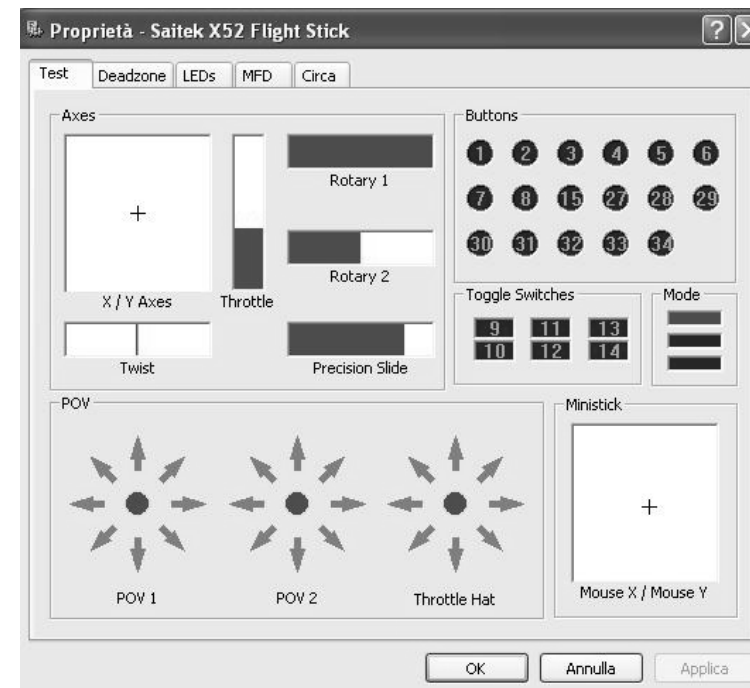 Proprietà - Saitek X52 Flight Stick
Test Deadzone LEDs MFD Circa
Axes
X / Y Axes
Throttle
Rotary 1
Rotary 2
Twist
Precision Slide
Buttons
1 2 3 4 5 6
7 8 15 27 28 29
30 31 32 33 34
Toggle Switches
9 11 13
10 12 14
Mode
POV
POV 1
POV 2
Throttle Hat
Ministick
Mouse X / Mouse Y
OK Annulla Applica